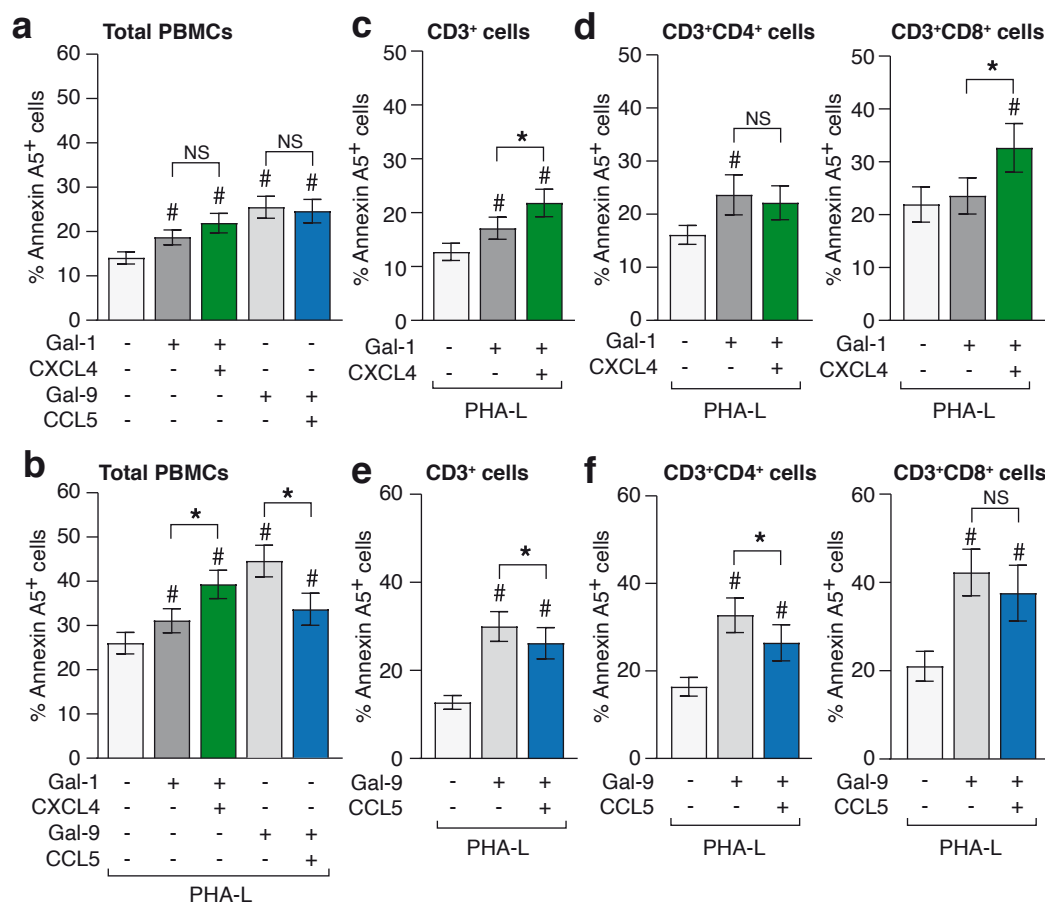 a
Total PBMCs
% Annexin A5+ cells
60
50
40
30
20
10
0
NS
NS
# # # #
Gal-1 - + + - -
CXCL4 - - + - -
Gal-9 - - - + +
CCL5 - - - - +
c
CD3+ cells
% Annexin A5+ cells
50
40
30
20
10
0
*
# #
Gal-1 - + +
CXCL4 - - +
PHA-L
d
CD3+CD4+ cells
% Annexin A5+ cells
50
40
30
20
10
0
NS
#
Gal-1 - + +
CXCL4 - - +
PHA-L
CD3+CD8+ cells
% Annexin A5+ cells
50
40
30
20
10
0
*
#
Gal-1 - + +
CXCL4 - - +
PHA-L
b
Total PBMCs
% Annexin A5+ cells
60
50
40
30
20
10
0
*
*
# # # #
Gal-1 - + + - -
CXCL4 - - + - -
Gal-9 - - - + +
CCL5 - - - - +
PHA-L
e
CD3+ cells
% Annexin A5+ cells
60
40
20
0
*
# #
Gal-9 - + +
CCL5 - - +
PHA-L
f
CD3+CD4+ cells
% Annexin A5+ cells
60
40
20
0
*
# #
Gal-9 - + +
CCL5 - - +
PHA-L
CD3+CD8+ cells
% Annexin A5+ cells
60
40
20
0
NS
# #
Gal-9 - + +
CCL5 - - +
PHA-L